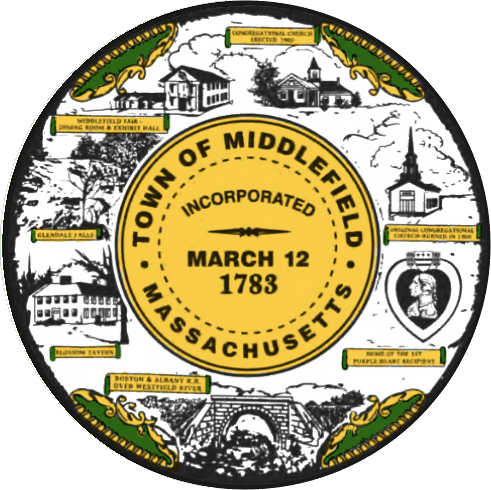 CONGREGATIONAL CHURCH
ERECTED 1903
MIDDLEFIELD FAIR -
DINING ROOM & EXHIBIT HALL
TOWN OF MIDDLEFIELD
INCORPORATED
MARCH 12
1783
MASSACHUSETTS
GLENDALE FALLS
ORIGINAL CONGREGATIONAL
CHURCH-BURNED IN 1900
BLOSSOM TAVERN
HOME OF THE 1ST
PURPLE HEART RECIPIENT
BOSTON & ALBANY R.R.
OVER WESTFIELD RIVER